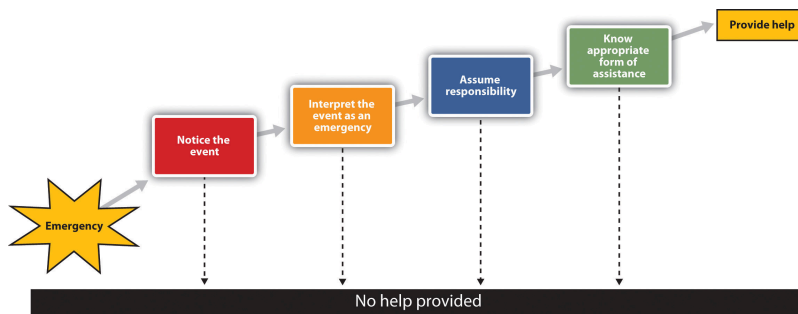 Emergency
Notice the
event
Interpret the
event as an
emergency
Assume
responsibility
Know
appropriate
form of
assistance
Provide help
No help provided